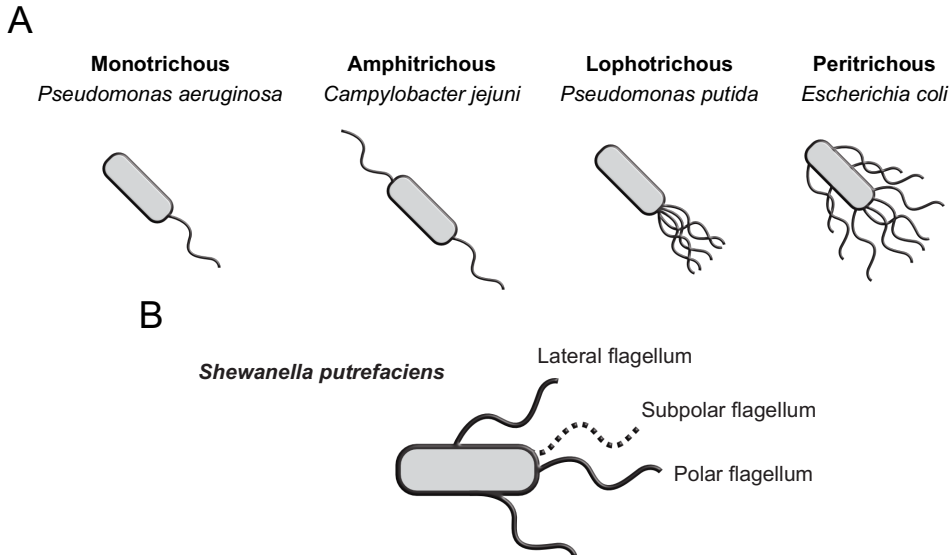 A
Monotrichous
Pseudomonas aeruginosa
Amphitrichous
Campylobacter jejuni
Lophotrichous
Pseudomonas putida
Peritrichous
Escherichia coli
B
Shewanella putrefaciens
Lateral flagellum
Subpolar flagellum
Polar flagellum